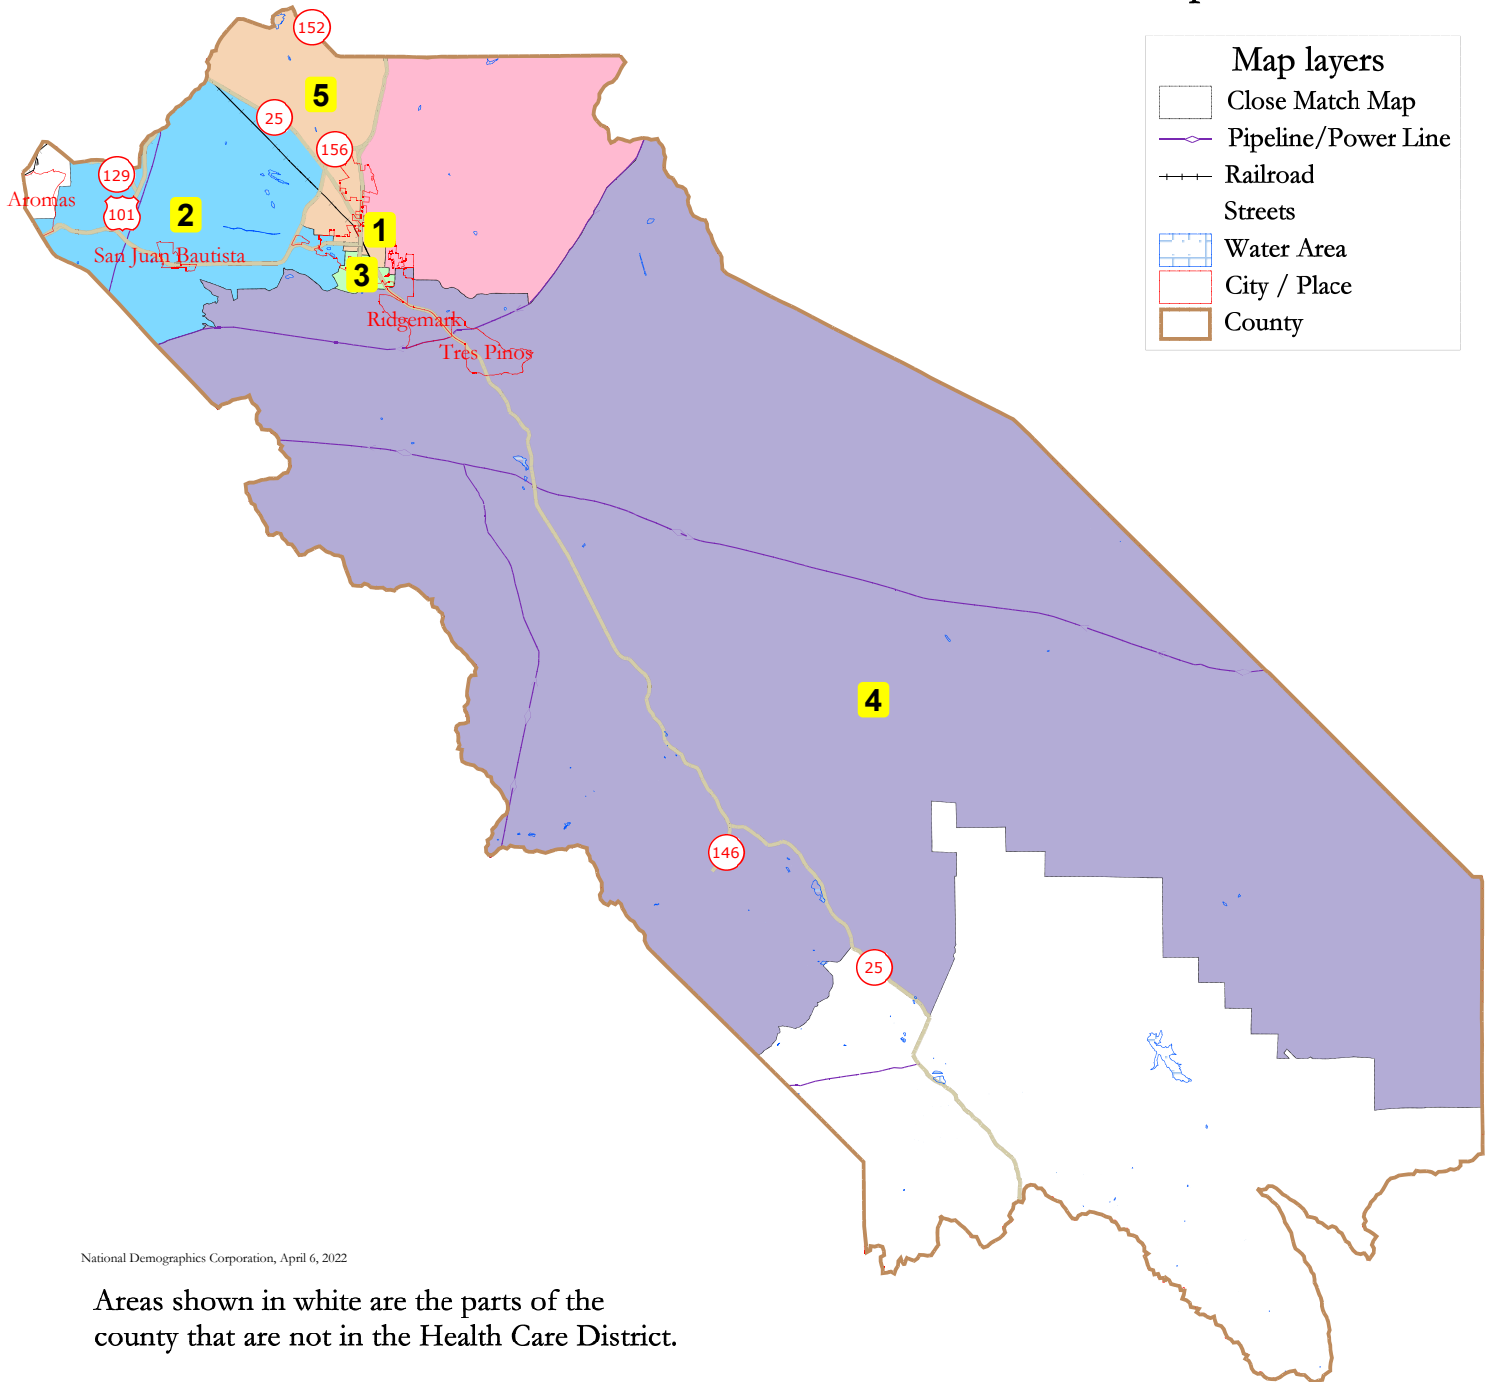 152
Map layers
Close Match Map
Pipeline/Power Line
Railroad
Streets
Water Area
City / Place
County
5
25
156
129
Aromas
101
2
1
San Juan Bautista
3
Ridgemark
Tres Pinos
4
146
25
National Demographics Corporation, April 6, 2022
Areas shown in white are the parts of the
county that are not in the Health Care District.